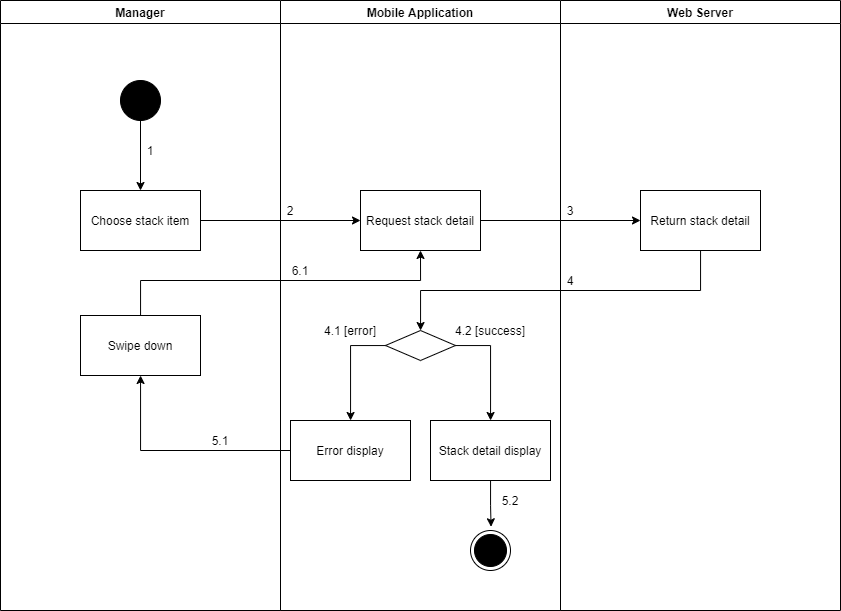 Manager
Mobile Application
Web Server
1
Choose stack item
2
Request stack detail
3
Return stack detail
6.1
4
4.1 [error]
4.2 [success]
Swipe down
5.1
Error display
Stack detail display
5.2